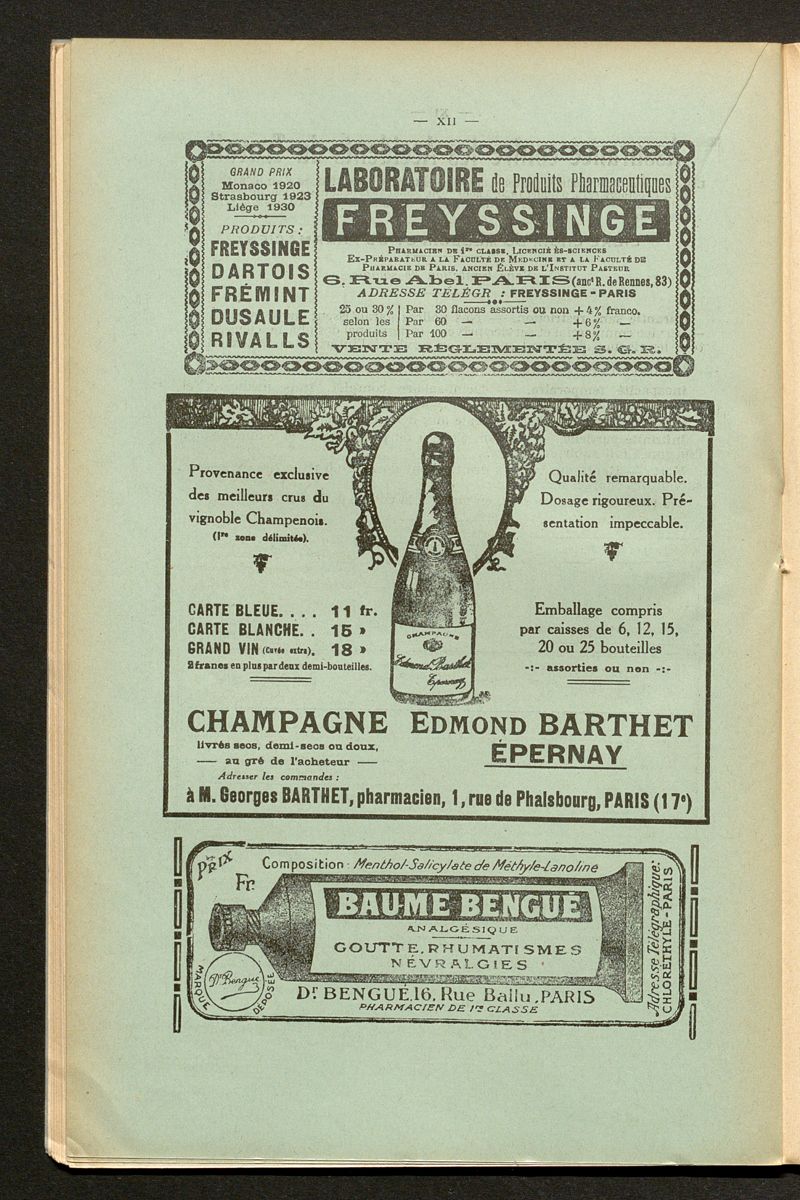 — XII —
GRAND PRIX
Monaco 1920
Strasbourg 1923
Liège 1930
PRODUITS :
FREYSSINGE
DARTOIS
FRÉMINT
DUSAULE
RIVALLS
LABORATOIRE de Produits Pharmaceutiques
FREYSSINGE
PHARMACIEN DE 1re CLASSE, LICENCIÉ ÈS-SCIENCES
EX-PRÉPARATEUR A LA FACULTÉ DE MEDECINE ET A LA FACULTÉ DE
PHARMACIE DE PARIS, ANCIEN ÉLÈVE DE L'INSTITUT PASTEUR
6, Rue Abel, PARIS (anct R. de Rennes, 83)
ADRESSE TELÉGR : FREYSSINGE-PARIS
25 ou 30 % | Par 30 flacons assortis ou non + 4 % franco.
selon les | Par 60 — — + 6 % —
produits | Par 100 — — + 8 % —
VENTE RÉGLEMENTÉE S. G. R.
Provenance exclusive
des meilleurs crus du
vignoble Champenois.
(1re zone délimitée).
Qualité remarquable.
Dosage rigoureux. Pré-
sentation impeccable.
CARTE BLEUE. . . . 11 fr.
CARTE BLANCHE. . 15 »
GRAND VIN (Cuvée extra). 18 »
2 francs en plus par deux demi-bouteilles.
CHAMPAGNE
Edmond Barthet
Epernay
Emballage compris
par caisses de 6, 12, 15,
20 ou 25 bouteilles
-:- assorties ou non -:-
CHAMPAGNE EDMOND BARTHET
livrés secs, demi-secs ou doux,
— au gré de l'acheteur —
ÉPERNAY
Adresser les commandes :
à M. Georges BARTHET, pharmacien, 1, rue de Phalsbourg, PARIS (17e)
PRIX
Fr.
Composition : Menthol-Salicylate de Méthyle-Lanoline
BAUME BENGUÉ
ANALGÉSIQUE
GOUTTE, RHUMATISMES
NÉVRALGIES
Dr Bengué
MARQUE DÉPOSÉE
Dr BENGUÉ, 16, Rue Ballu, PARIS
PHARMACIEN DE 1re CLASSE
Adresse Télégraphique:
CHLORÉTHYLE-PARIS